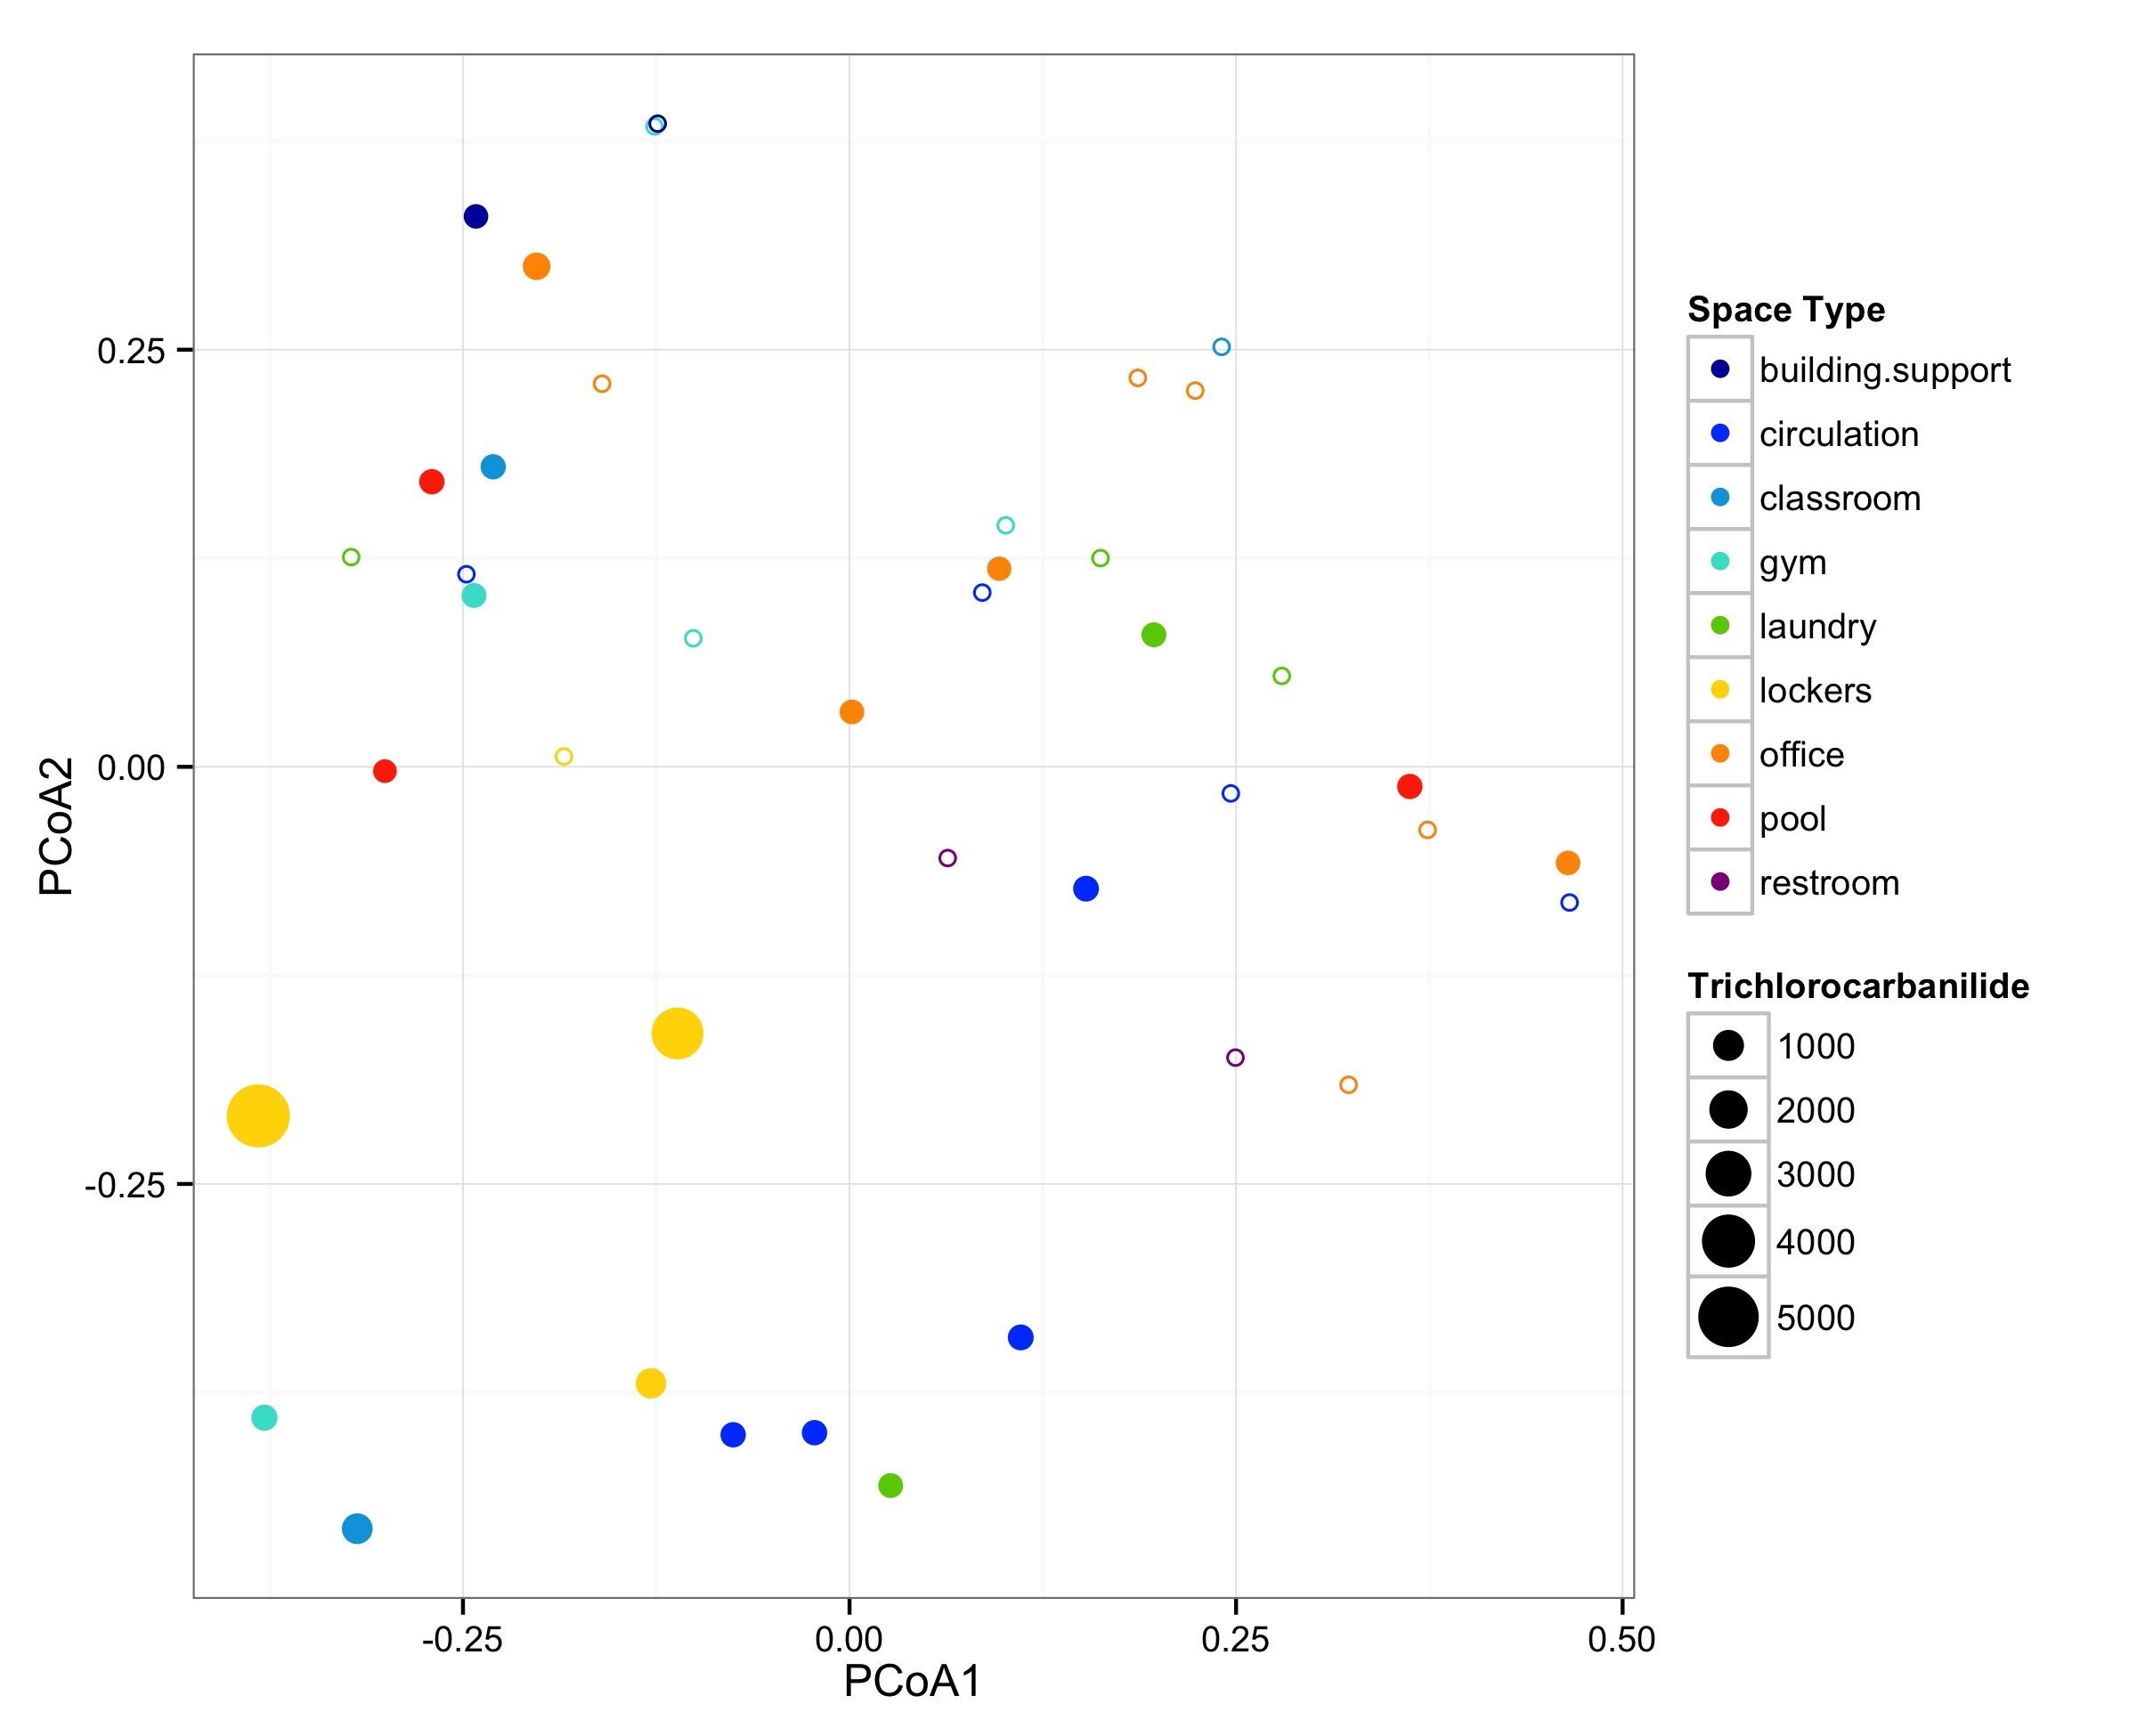 PCoA2
0.25
0.00
-0.25
-0.25
0.00
0.25
0.50
PCoA1
Space Type
building.support
circulation
classroom
gym
laundry
lockers
office
pool
restroom
Trichlorocarbanilide
1000
2000
3000
4000
5000